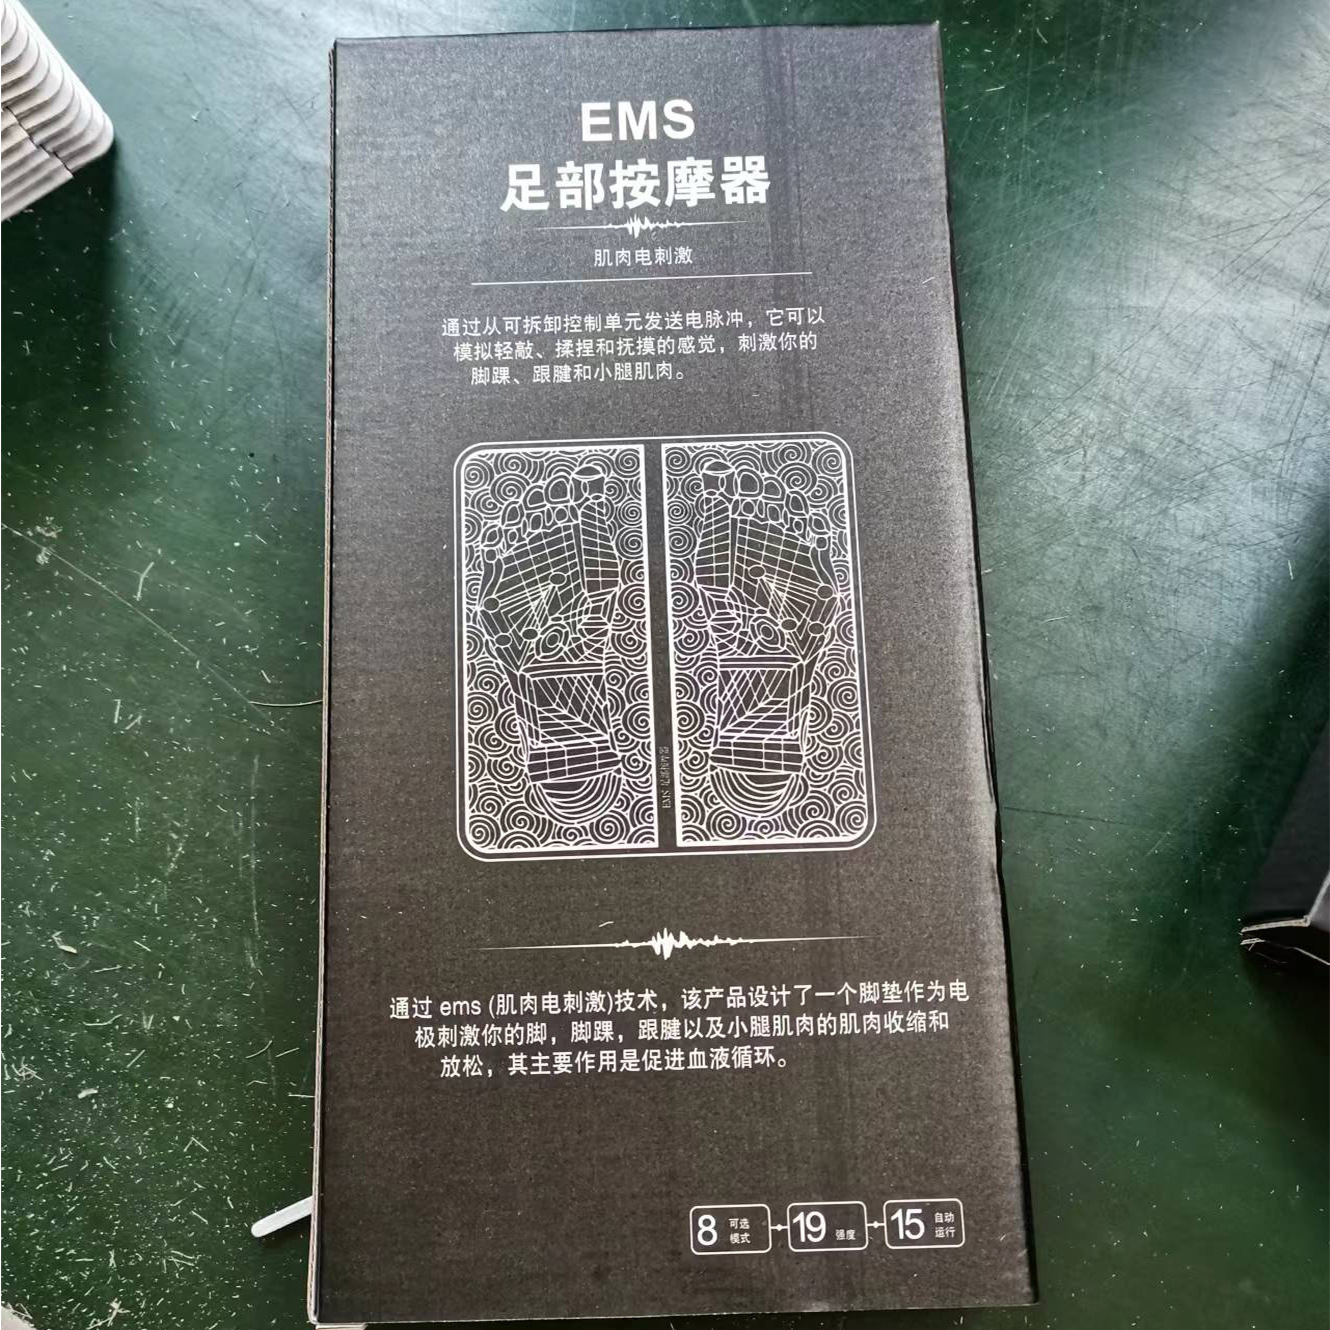 EMS
足部按摩器
肌肉电刺激
通过从可拆卸控制单元发送电脉冲，它可以
模拟轻敲、揉捏和抚摸的感觉，刺激你的
脚踝、跟腱和小腿肌肉。
EMS 足部按摩器
通过 ems (肌肉电刺激)技术，该产品设计了一个脚垫作为电
极刺激你的脚，脚踝，跟腱以及小腿肌肉的肌肉收缩和
放松，其主要作用是促进血液循环。
8 可选模式
19 强度
15 自动运行